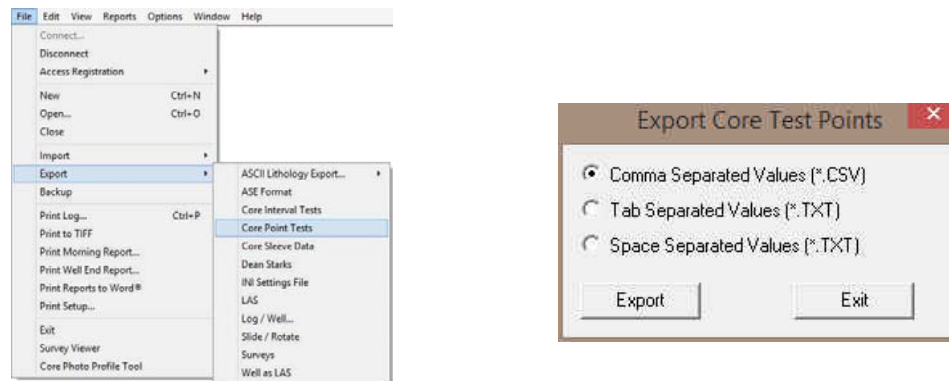 File Edit View Reports Options Window Help
Connect...
Disconnect
Access Registration
New Ctrl+N
Open... Ctrl+O
Close
Import
Export
Backup
Print Log... Ctrl+P
Print to TIFF
Print Morning Report...
Print Well End Report...
Print Reports to Word®
Print Setup...
Exit
Survey Viewer
Core Photo Profile Tool
ASCII Lithology Export...
ASE Format
Core Interval Tests
Core Point Tests
Core Sleeve Data
Dean Starks
INI Settings File
LAS
Log / Well...
Slide / Rotate
Surveys
Well as LAS
Export Core Test Points
Comma Separated Values (*.CSV)
Tab Separated Values (*.TXT)
Space Separated Values (*.TXT)
Export Exit